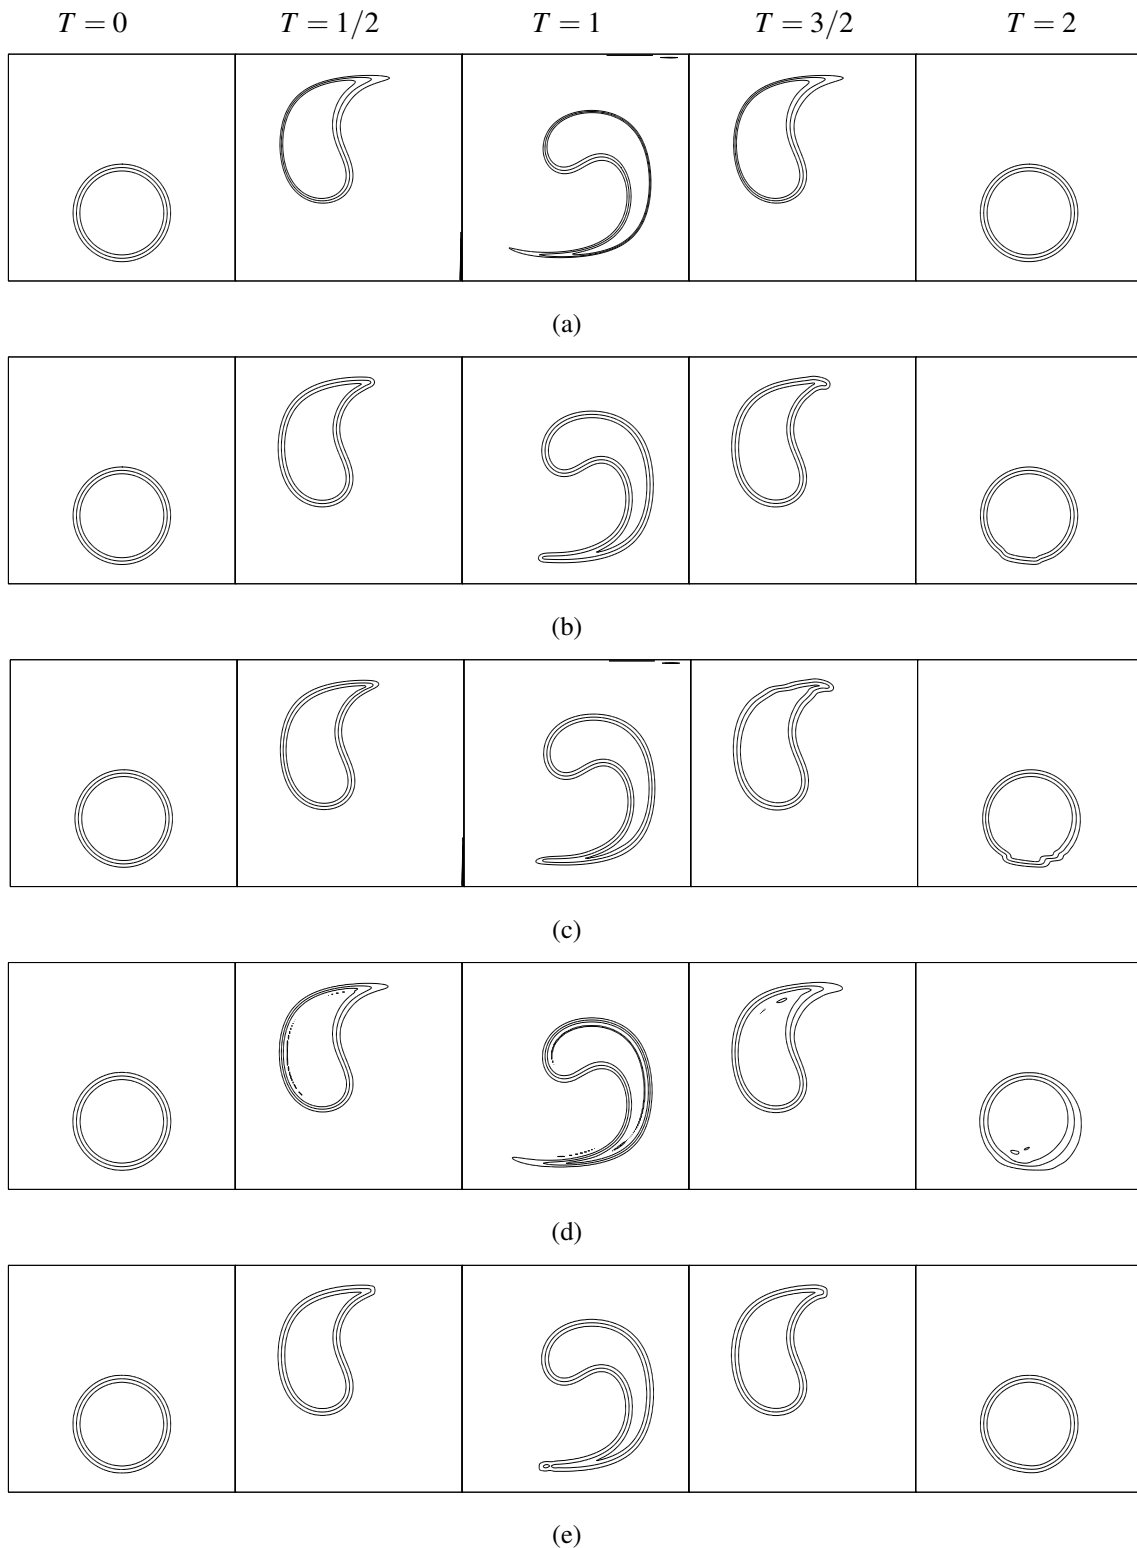 T = 0 T = 1/2 T = 1 T = 3/2 T = 2
(a)
(b)
(c)
(d)
(e)